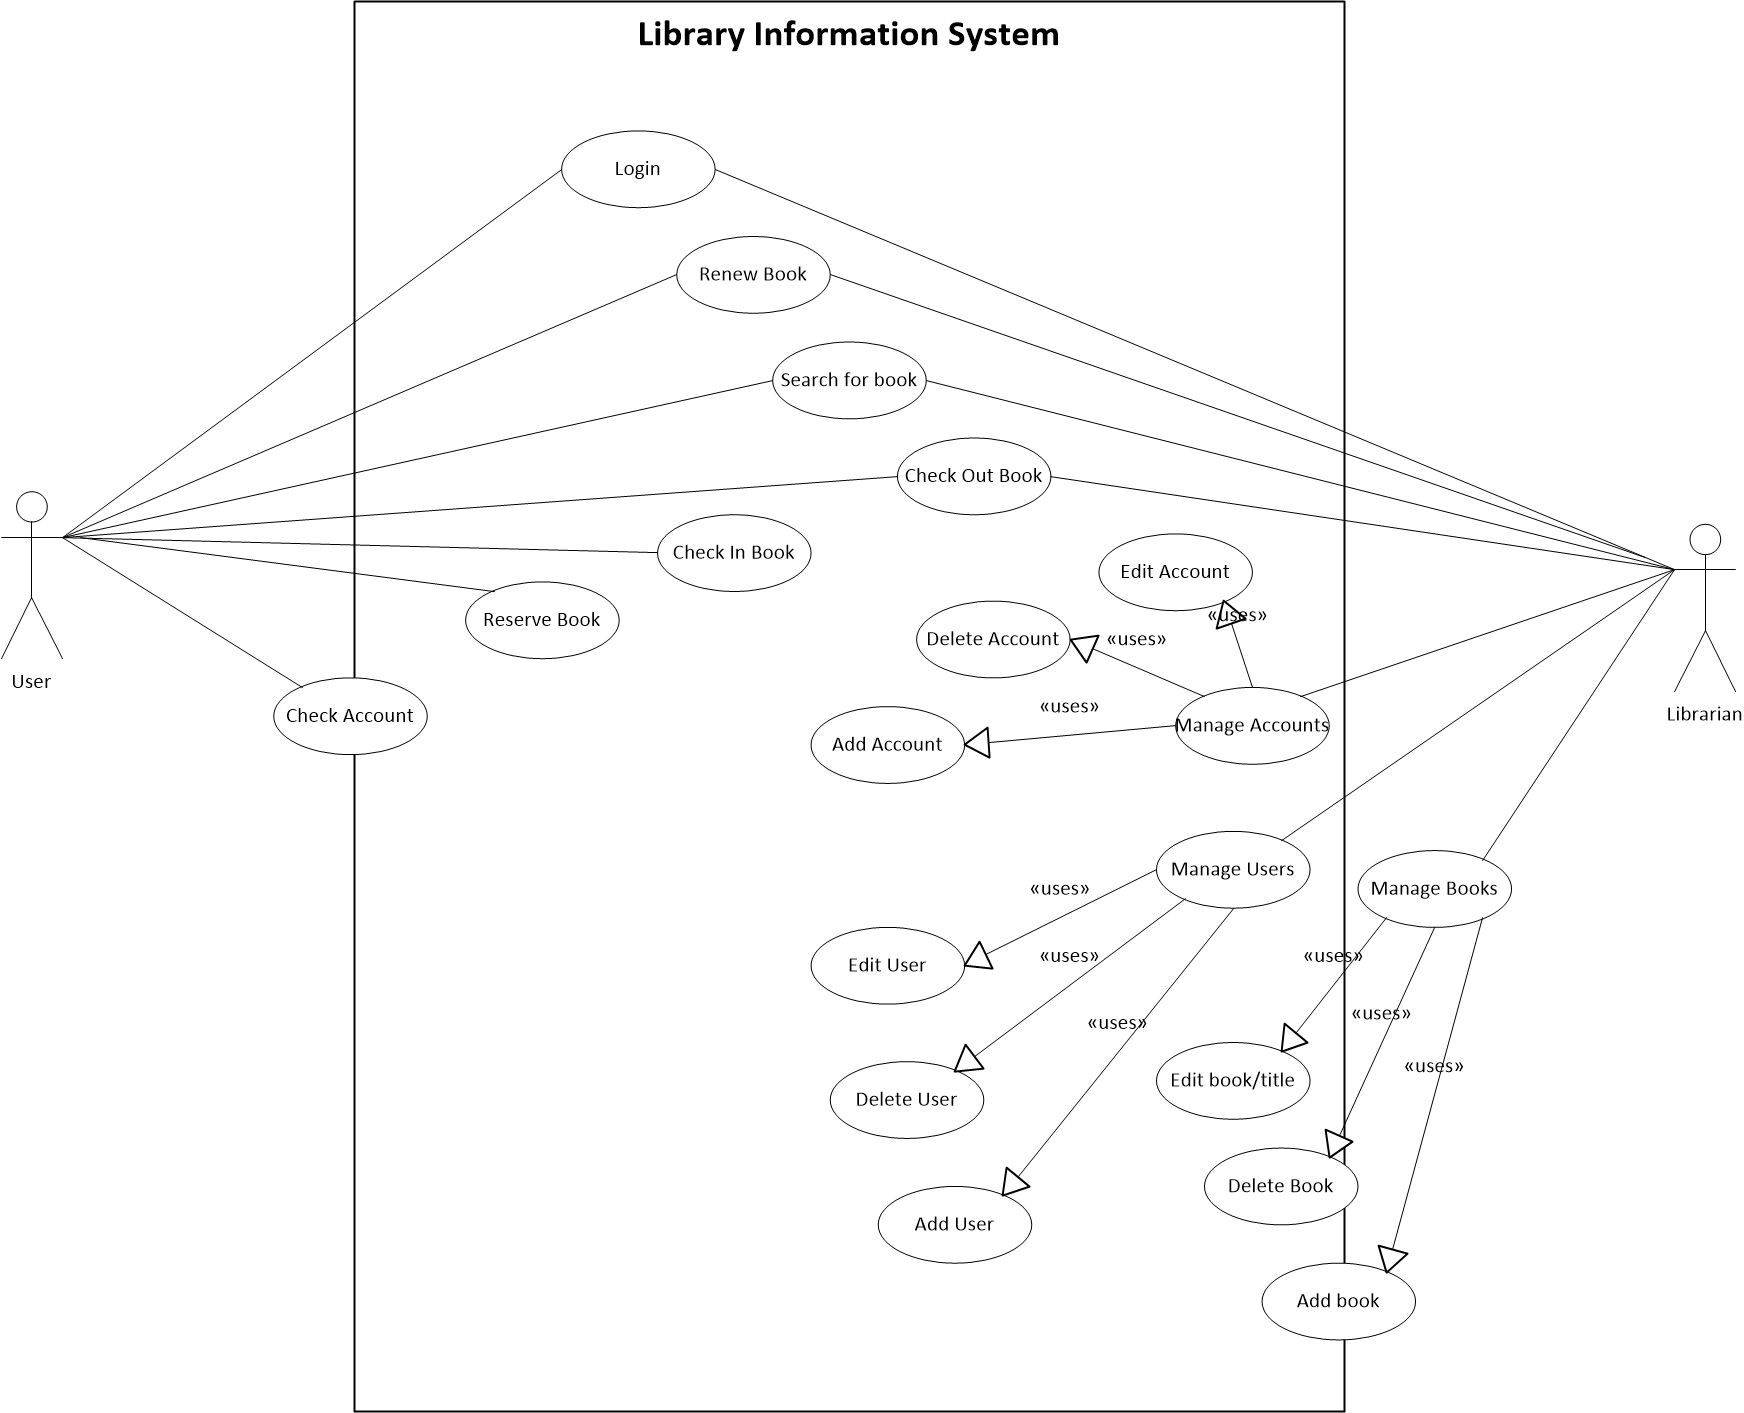 Library Information System
Login
Renew Book
Search for book
Check Out Book
Check In Book
Edit Account
«uses»
Reserve Book
Delete Account
«uses»
User
Check Account
«uses»
Manage Accounts
Librarian
Add Account
Manage Users
Manage Books
«uses»
Edit User
«uses»
«uses»
«uses»
«uses»
«uses»
Edit book/title
Delete User
Delete Book
Add User
Add book